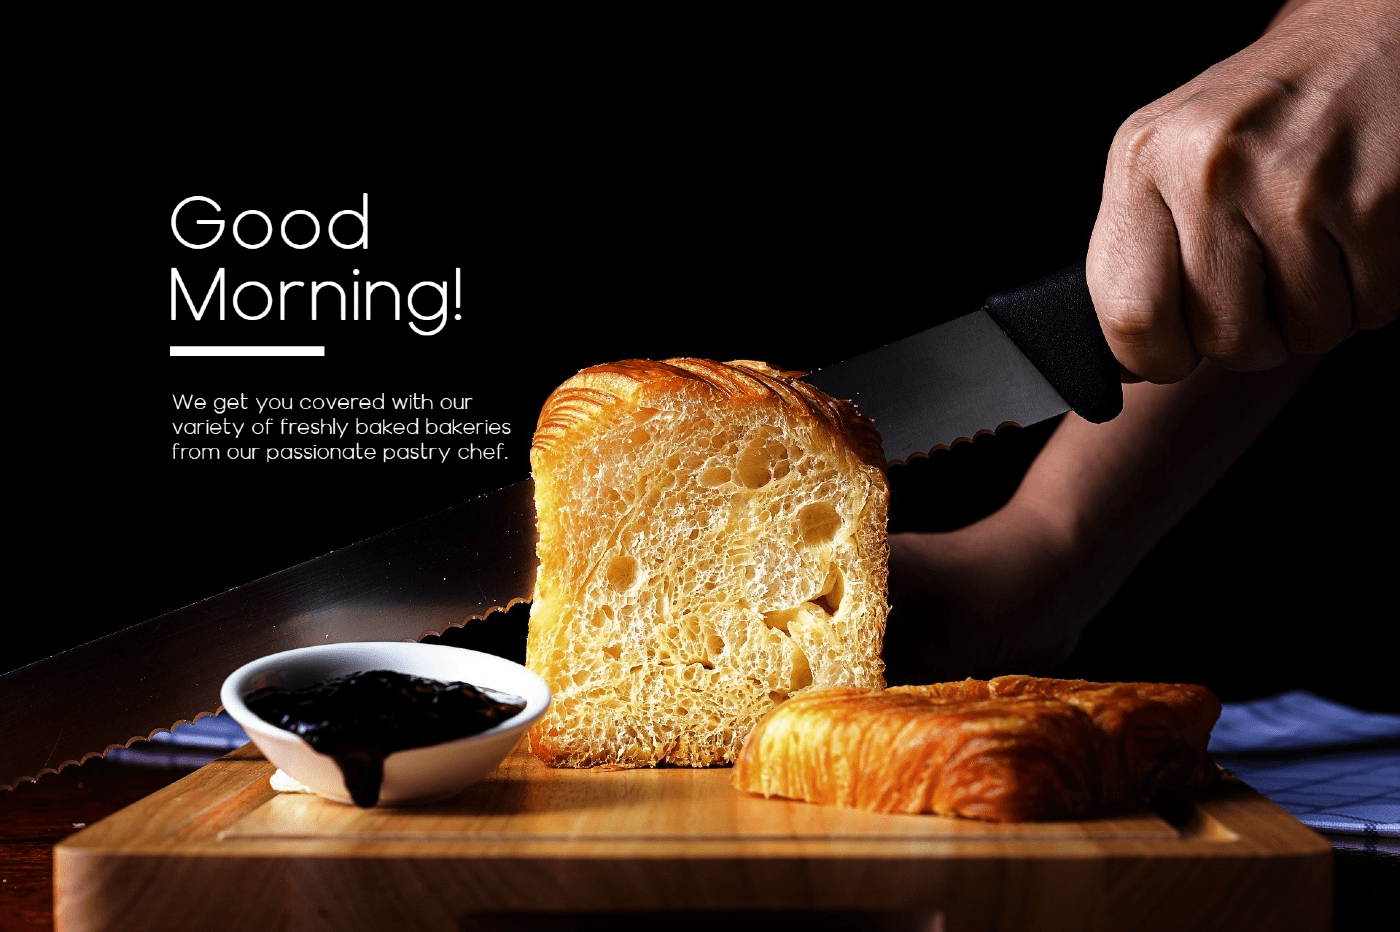 Good
Morning!
We get you covered with our
variety of freshly baked bakeries
from our passionate pastry chef.